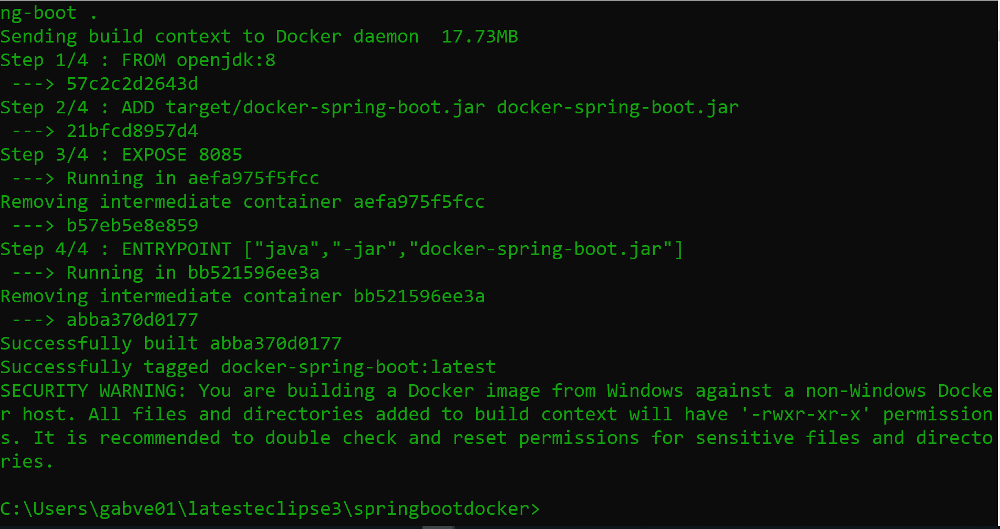 ng-boot .
Sending build context to Docker daemon  17.73MB
Step 1/4 : FROM openjdk:8
 ---> 57c2c2d2643d
Step 2/4 : ADD target/docker-spring-boot.jar docker-spring-boot.jar
 ---> 21bfcd8957d4
Step 3/4 : EXPOSE 8085
 ---> Running in aefa975f5fcc
Removing intermediate container aefa975f5fcc
 ---> b57eb5e8e859
Step 4/4 : ENTRYPOINT ["java","-jar","docker-spring-boot.jar"]
 ---> Running in bb521596ee3a
Removing intermediate container bb521596ee3a
 ---> abba370d0177
Successfully built abba370d0177
Successfully tagged docker-spring-boot:latest
SECURITY WARNING: You are building a Docker image from Windows against a non-Windows Docke
r host. All files and directories added to build context will have '-rwxr-xr-x' permission
s. It is recommended to double check and reset permissions for sensitive files and directo
ries.
C:\Users\gabve01\latesteclipse3\springbootdocker>